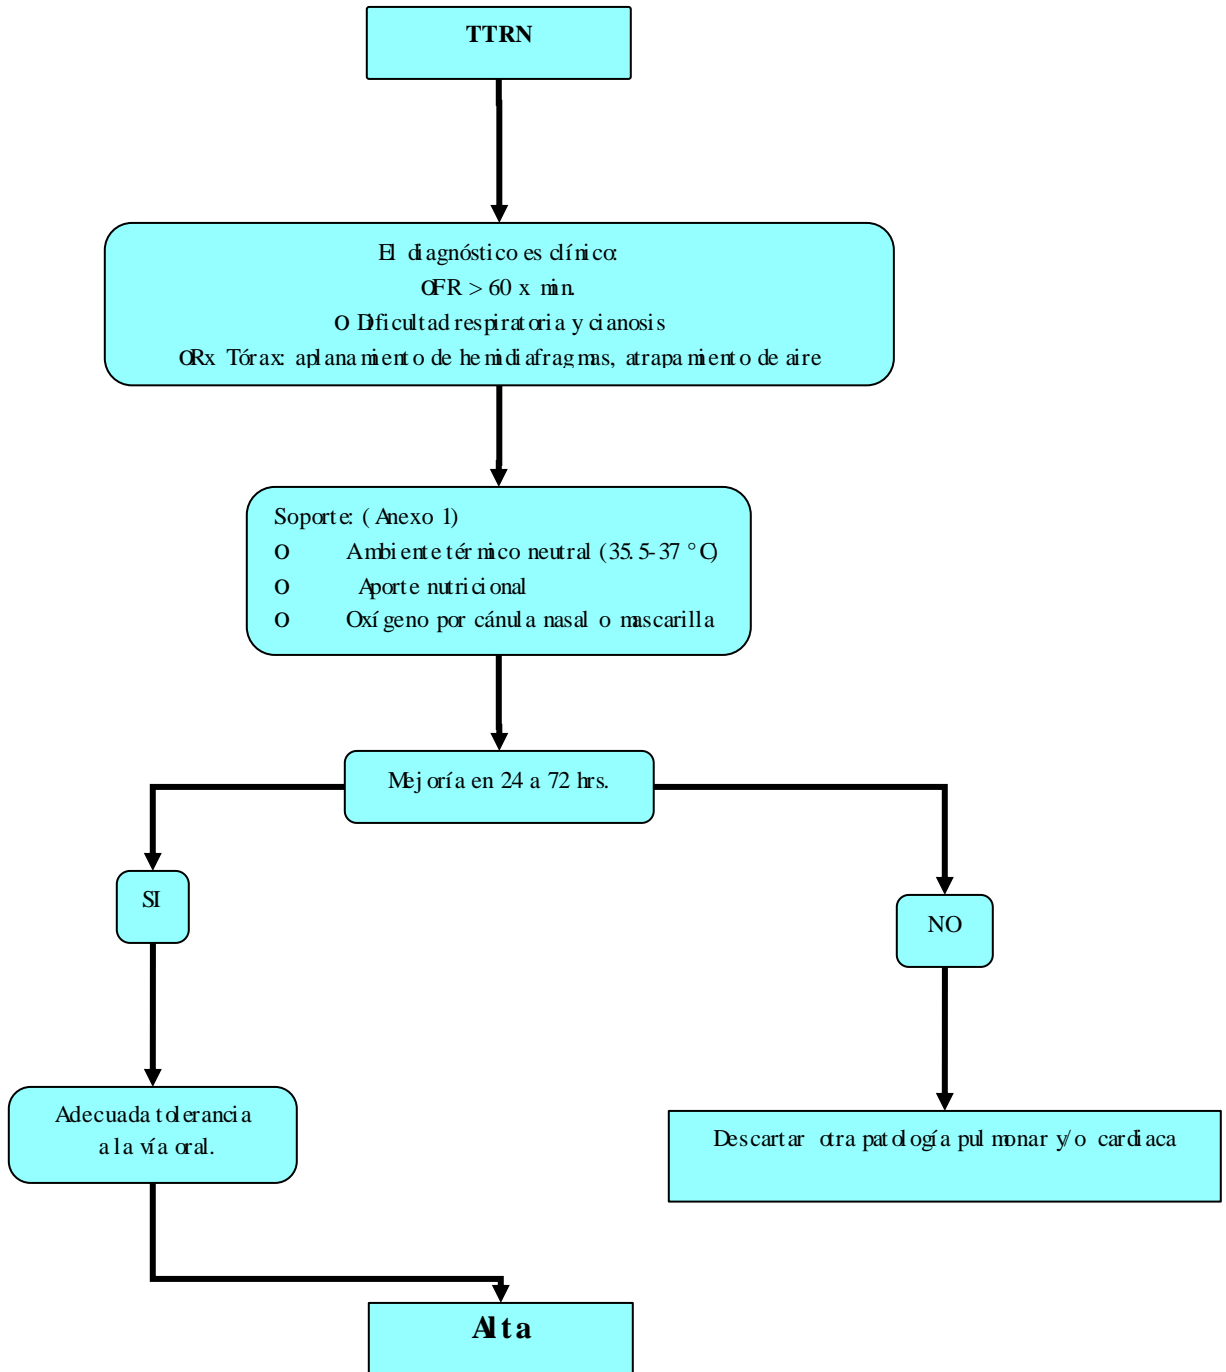 TTRN
El diagnóstico es clínico:
oFR > 60 x min.
o Dificultad respiratoria y cianosis
oRx Tórax: aplanamiento de hemidiafragmas, atrapamiento de aire
Soporte: (Anexo 1)
o Ambiente térmico neutral (35.5-37 °C)
o Aporte nutricional
o Oxígeno por cánula nasal o mascarilla
Mejoría en 24 a 72 hrs.
SI
NO
Adecuada tolerancia
a la vía oral.
Descartar otra patología pulmonar y/o cardiaca
Alta